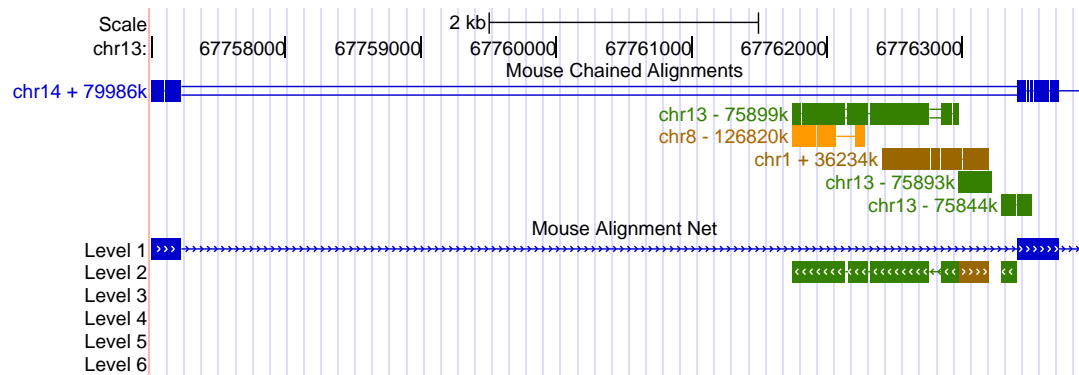 Scale 2 kb
chr13: 67758000 67759000 67760000 67761000 67762000 67763000
Mouse Chained Alignments
chr14 + 79986k
chr13 - 75899k
chr8 - 126820k
chr1 + 36234k
chr13 - 75893k
chr13 - 75844k
Mouse Alignment Net
Level 1
Level 2
Level 3
Level 4
Level 5
Level 6